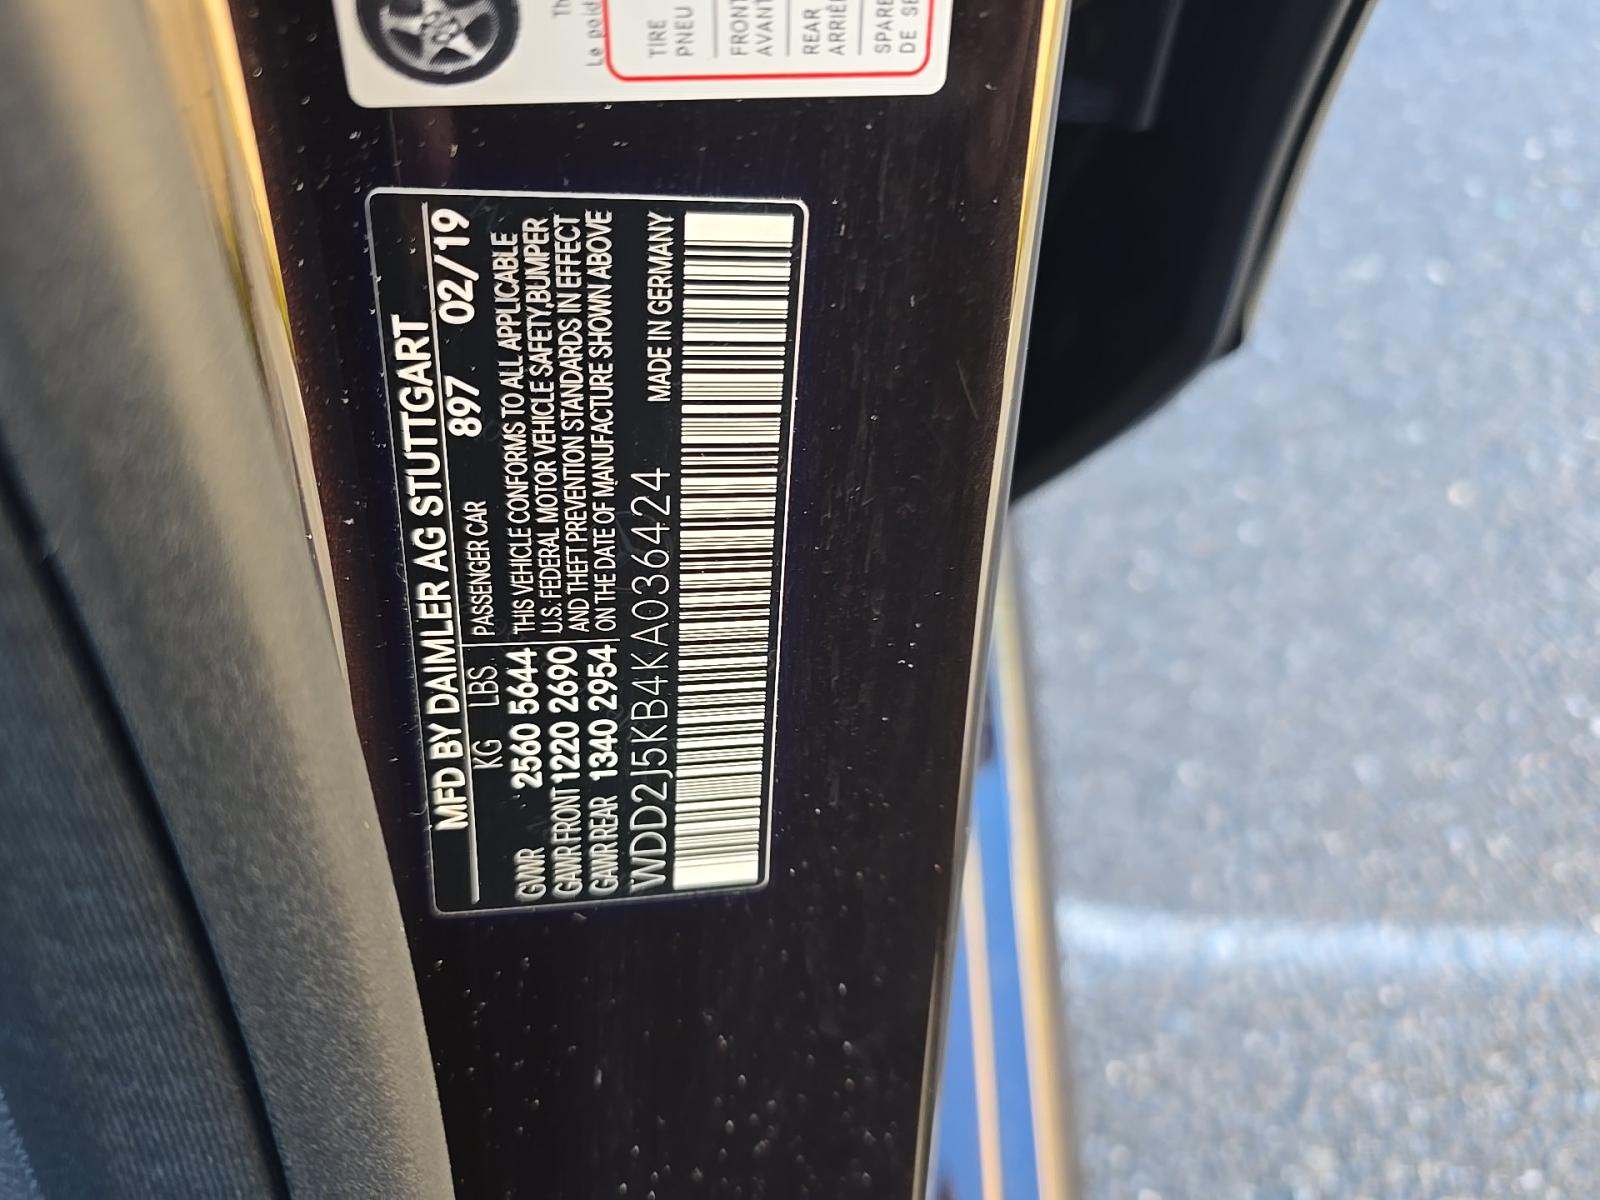 MFD BY DAIMLER AG STUTTGART
KG LBS. PASSENGER CAR 897 02/19
GVWR 2560 5644 THIS VEHICLE CONFORMS TO ALL APPLICABLE
GAWR FRONT 1220 2690 U.S. FEDERAL MOTOR VEHICLE SAFETY,BUMPER
GAWR REAR 1340 2954 AND THEFT PREVENTION STANDARDS IN EFFECT
ON THE DATE OF MANUFACTURE SHOWN ABOVE
WDD2J5KB4KA036424 MADE IN GERMANY
Th
Le poid
TIRE
PNEU
FRONT
AVANT
REAR
ARRIÈ
SPARE
DE SE